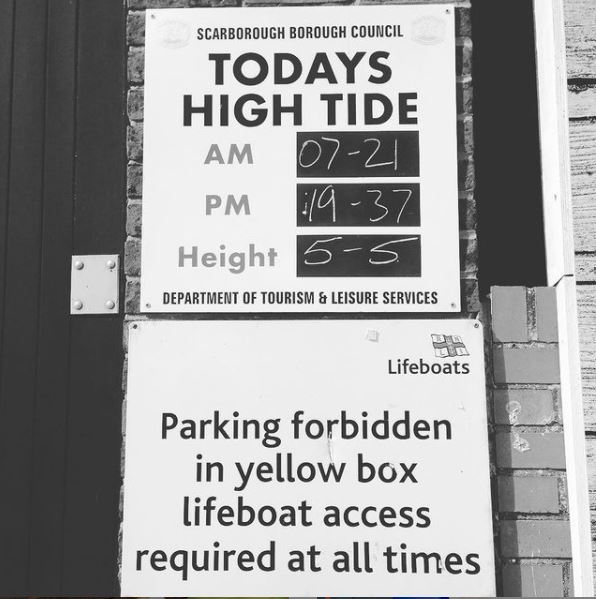 SCARBOROUGH BOROUGH COUNCIL
TODAYS
HIGH TIDE
AM 07-21
PM 19-37
Height 5-5
DEPARTMENT OF TOURISM & LEISURE SERVICES
Lifeboats
Parking forbidden
in yellow box
lifeboat access
required at all times